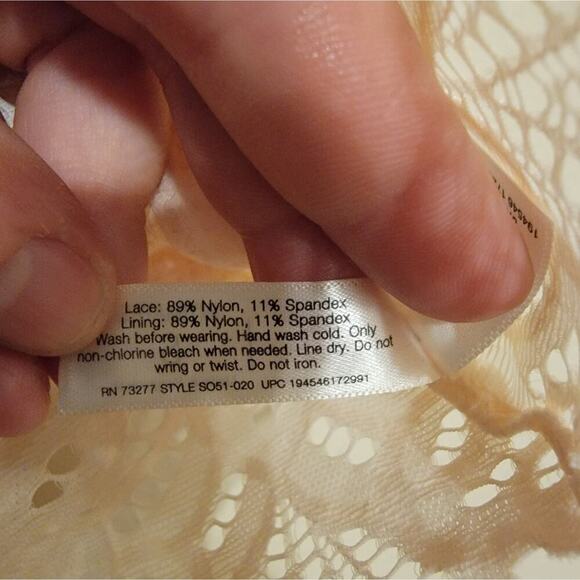 Lace: 89% Nylon, 11% Spandex
Lining: 89% Nylon, 11% Spandex
Wash before wearing. Hand wash cold. Only
non-chlorine bleach when needed. Line dry. Do not
wring or twist. Do not iron.
RN 73277 STYLE SO51-020 UPC 194546172991